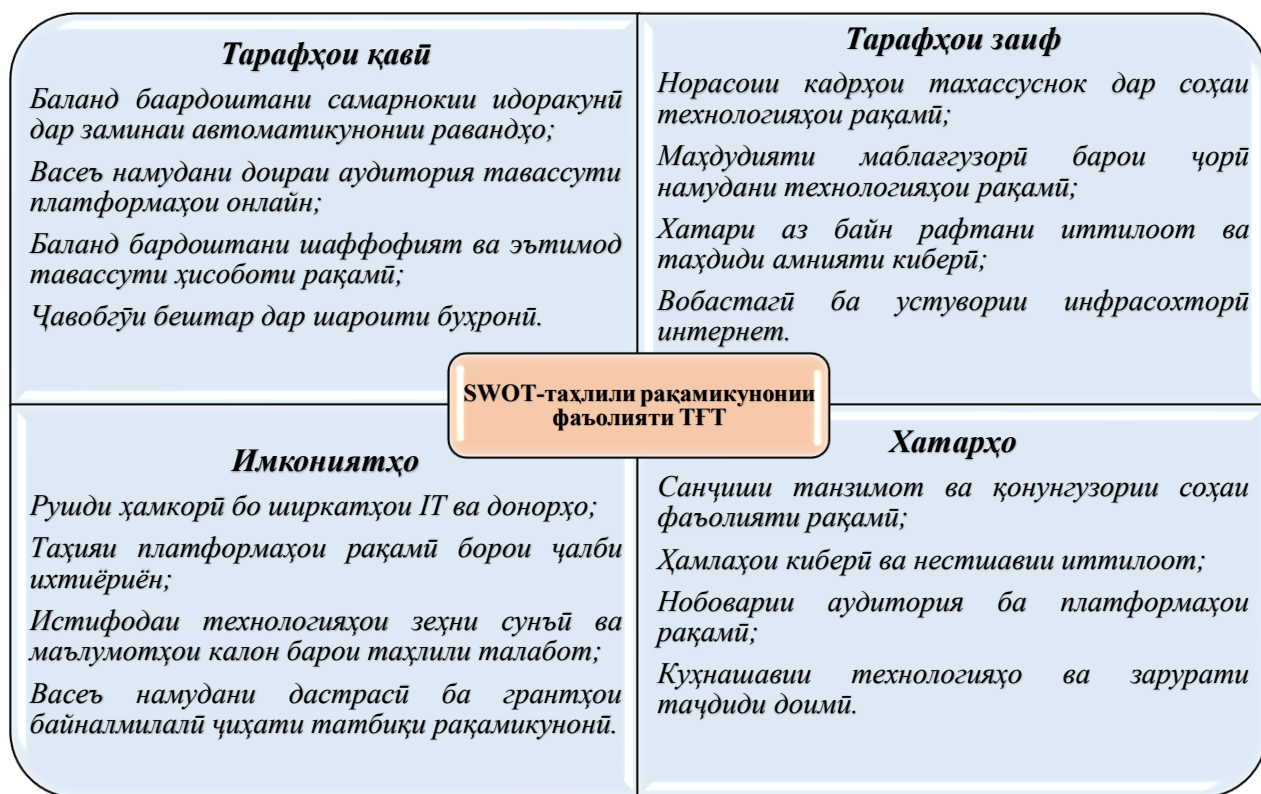 Тарафҳои қавӣ
Баланд баардоштани самарнокии идоракунӣ
дар заминаи автоматикунонии равандҳо;
Васеъ намудани доираи аудитория тавассути
платформаҳои онлайн;
Баланд бардоштани шаффофият ва эътимод
тавассути ҳисоботи рақамӣ;
Ҷавобгӯи бештар дар шароити буҳронӣ.
Тарафҳои заиф
Норасоии кадрҳои тахассуснок дар соҳаи
технологияҳои рақамӣ;
Маҳдудияти маблағгузорӣ барои ҷорӣ
намудани технологияҳои рақамӣ;
Хатари аз байн рафтани иттилоот ва
таҳдиди амнияти киберӣ;
Вобастагӣ ба устувории инфрасохторӣ
интернет.
SWOT-таҳлили рақамикунонии
фаъолияти ТҒТ
Имкониятҳо
Рушди ҳамкорӣ бо ширкатҳои IT ва донорҳо;
Таҳияи платформаҳои рақамӣ борои ҷалби
ихтиёриён;
Истифодаи технологияҳои зеҳни сунъӣ ва
маълумотҳои калон барои таҳлили талабот;
Васеъ намудани дастрасӣ ба грантҳои
байналмилалӣ ҷиҳати татбиқи рақамикунонӣ.
Хатарҳо
Санҷиши танзимот ва қонунгузории соҳаи
фаъолияти рақамӣ;
Ҳамлаҳои киберӣ ва нестшавии иттилоот;
Нобоварии аудитория ба платформаҳои
рақамӣ;
Куҳнашавии технологияҳо ва зарурати
таҷдиди доимӣ.